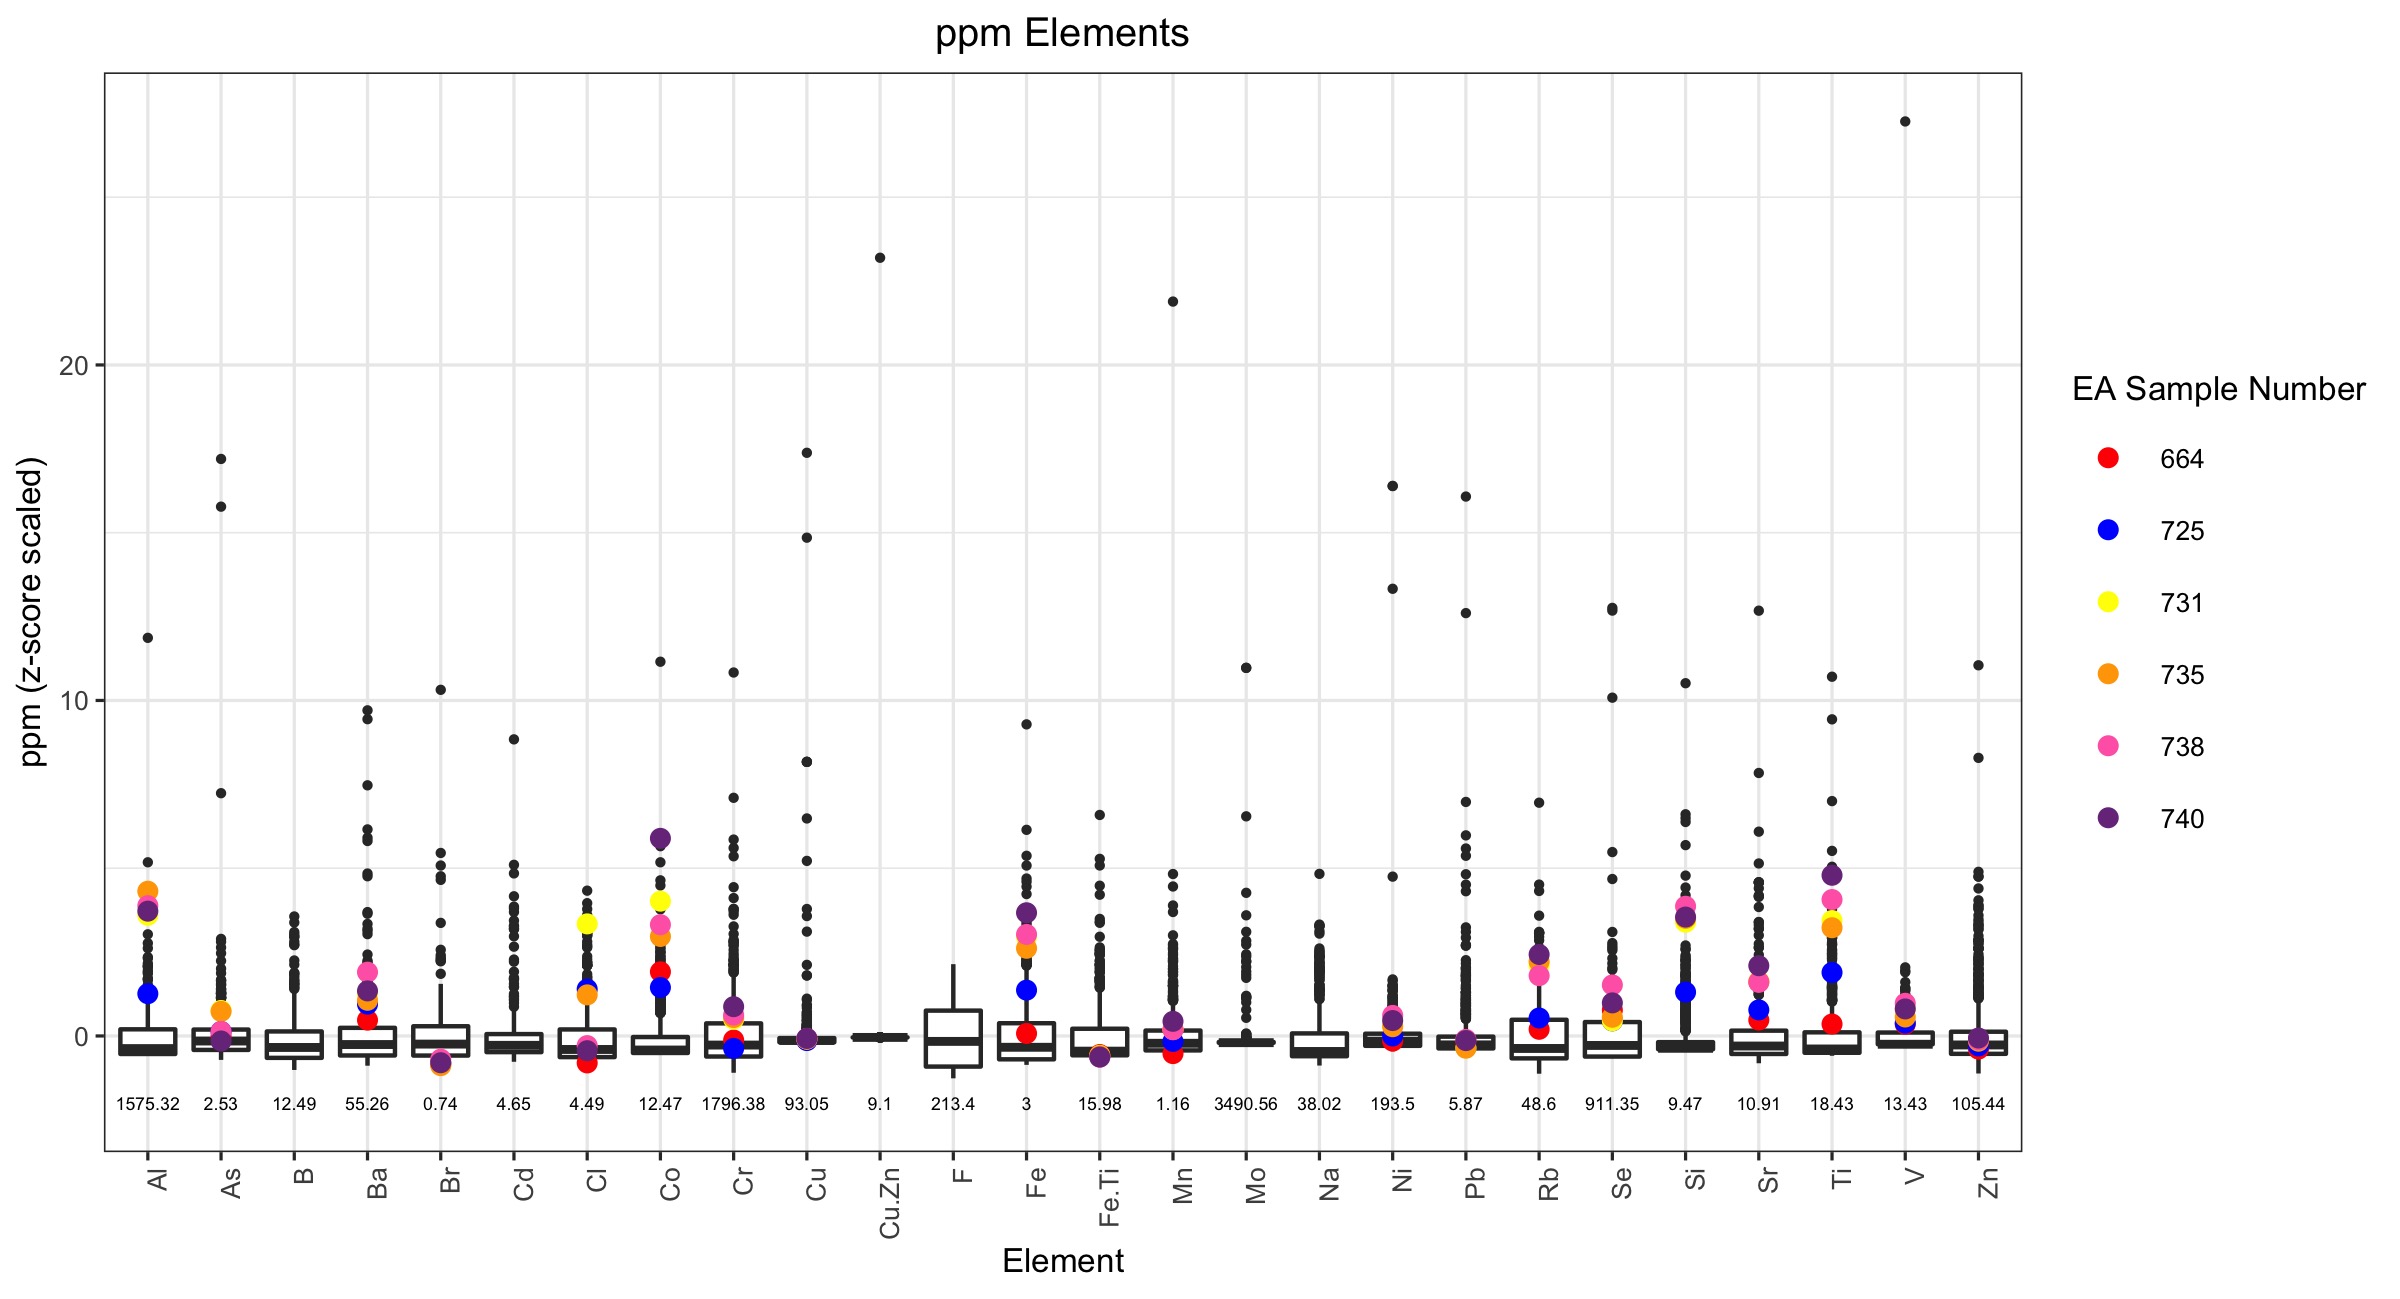 ppm Elements
ppm (z-score scaled)
20
10
0
1575.32 2.53 12.49 55.26 0.74 4.65 4.49 12.47 1796.38 93.05 9.1 213.4 3 15.98 1.16 3490.56 38.02 193.5 5.87 48.6 911.35 9.47 10.91 18.43 13.43 105.44
Al As B Ba Br Cd Cl Co Cr Cu Cu.Zn F Fe Fe.Ti Mn Mo Na Ni Pb Rb Se Si Sr Ti V Zn
Element
EA Sample Number
664
725
731
735
738
740